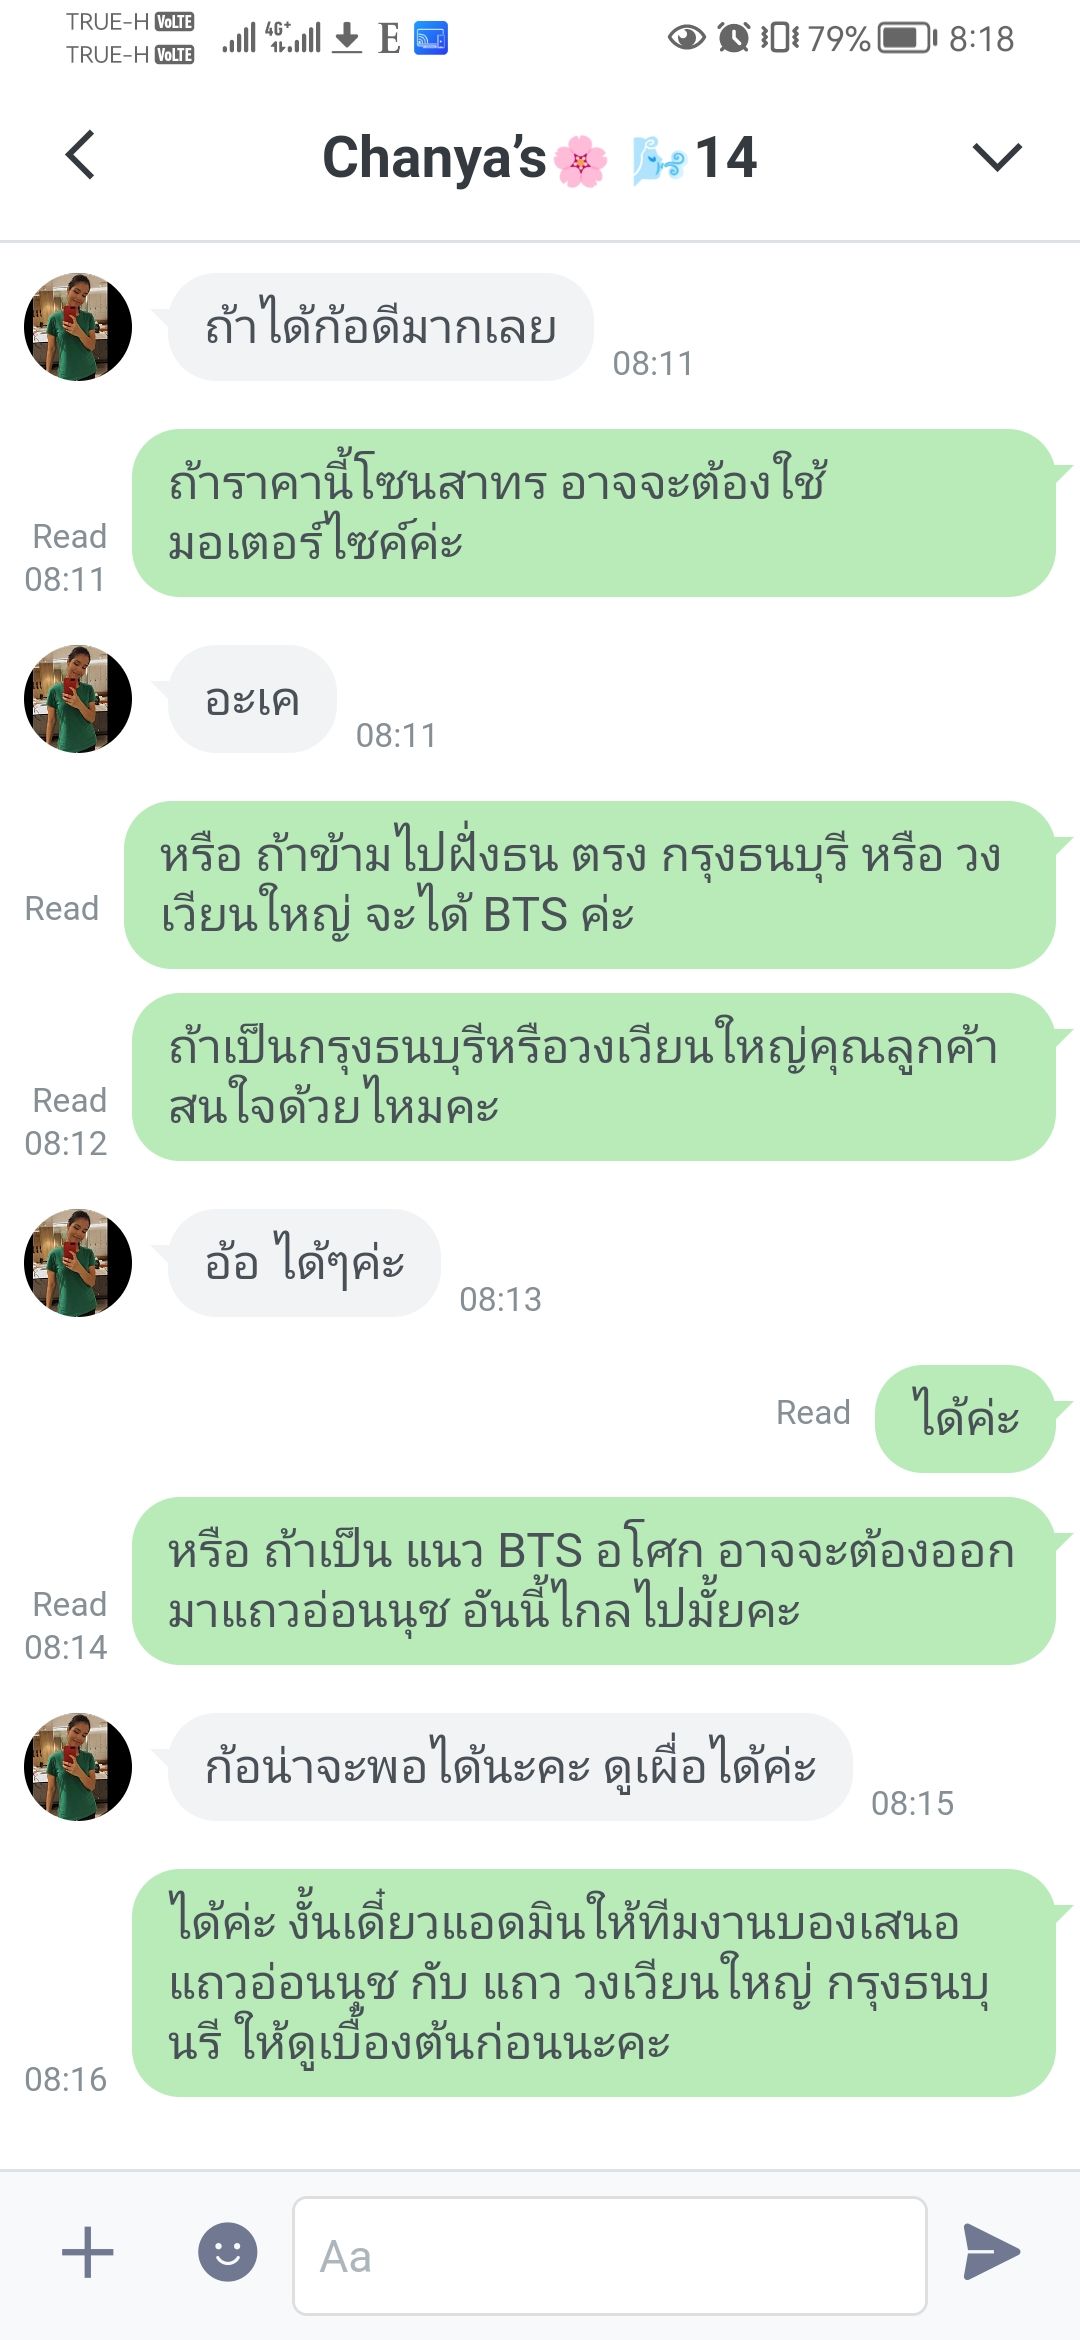 TRUE-H VoLTE
TRUE-H VoLTE
4G+
E
79%
8:18
Chanya's🌸 🌬️14
ถ้าได้ก้อดีมากเลย
08:11
ถ้าราคานี้โซนสาทร อาจจะต้องใช้
มอเตอร์ไซค์ค่ะ
Read
08:11
อะเค
08:11
หรือ ถ้าข้ามไปฝั่งธน ตรง กรุงธนบุรี หรือ วง
เวียนใหญ่ จะได้ BTS ค่ะ
Read
ถ้าเป็นกรุงธนบุรีหรือวงเวียนใหญ่คุณลูกค้า
สนใจด้วยไหมคะ
Read
08:12
อ้อ ได้ๆค่ะ
08:13
Read
ได้ค่ะ
หรือ ถ้าเป็น แนว BTS อโศก อาจจะต้องออก
มาแถวอ่อนนุช อันนี้ไกลไปมั้ยคะ
Read
08:14
ก้อน่าจะพอได้นะคะ ดูเผื่อได้ค่ะ
08:15
ได้ค่ะ งั้นเดี๋ยวแอดมินให้ทีมงานบองเสนอ
แถวอ่อนนุช กับ แถว วงเวียนใหญ่ กรุงธนบุ
นรี ให้ดูเบื้องต้นก่อนนะคะ
08:16
Aa